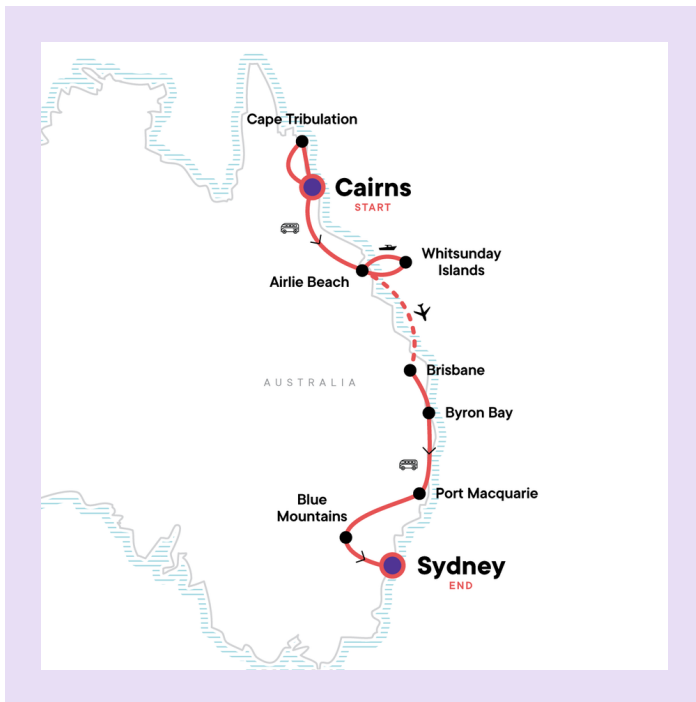 Cape Tribulation
Cairns
START
Whitsunday
Islands
Airlie Beach
Brisbane
AUSTRALIA
Byron Bay
Port Macquarie
Blue
Mountains
Sydney
END